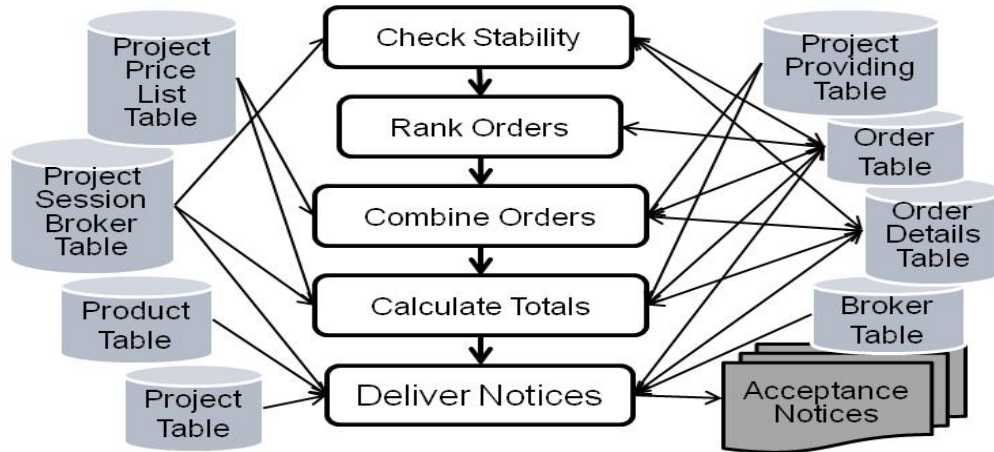 Project
Price
List
Table
Check Stability
Project
Providing
Table
Rank Orders
Order
Table
Project
Session
Broker
Table
Combine Orders
Order
Details
Table
Product
Table
Calculate Totals
Broker
Table
Project
Table
Deliver Notices
Acceptance
Notices